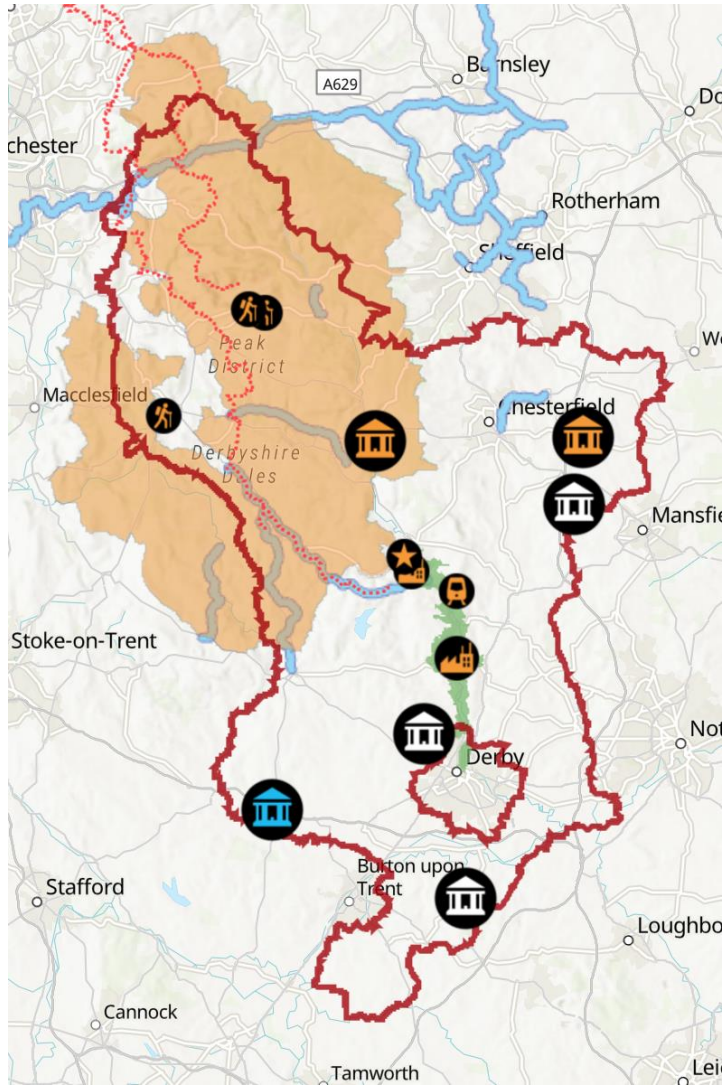 Barnsley
A629
Do
chester
Rotherham
Sheffield
Peak
District
We
Macclesfield
Chesterfield
Derbyshire
Dales
Mansfie
Stoke-on-Trent
Not
Derby
Burton upon
Trent
Stafford
Loughbo
Cannock
Tamworth
Lei